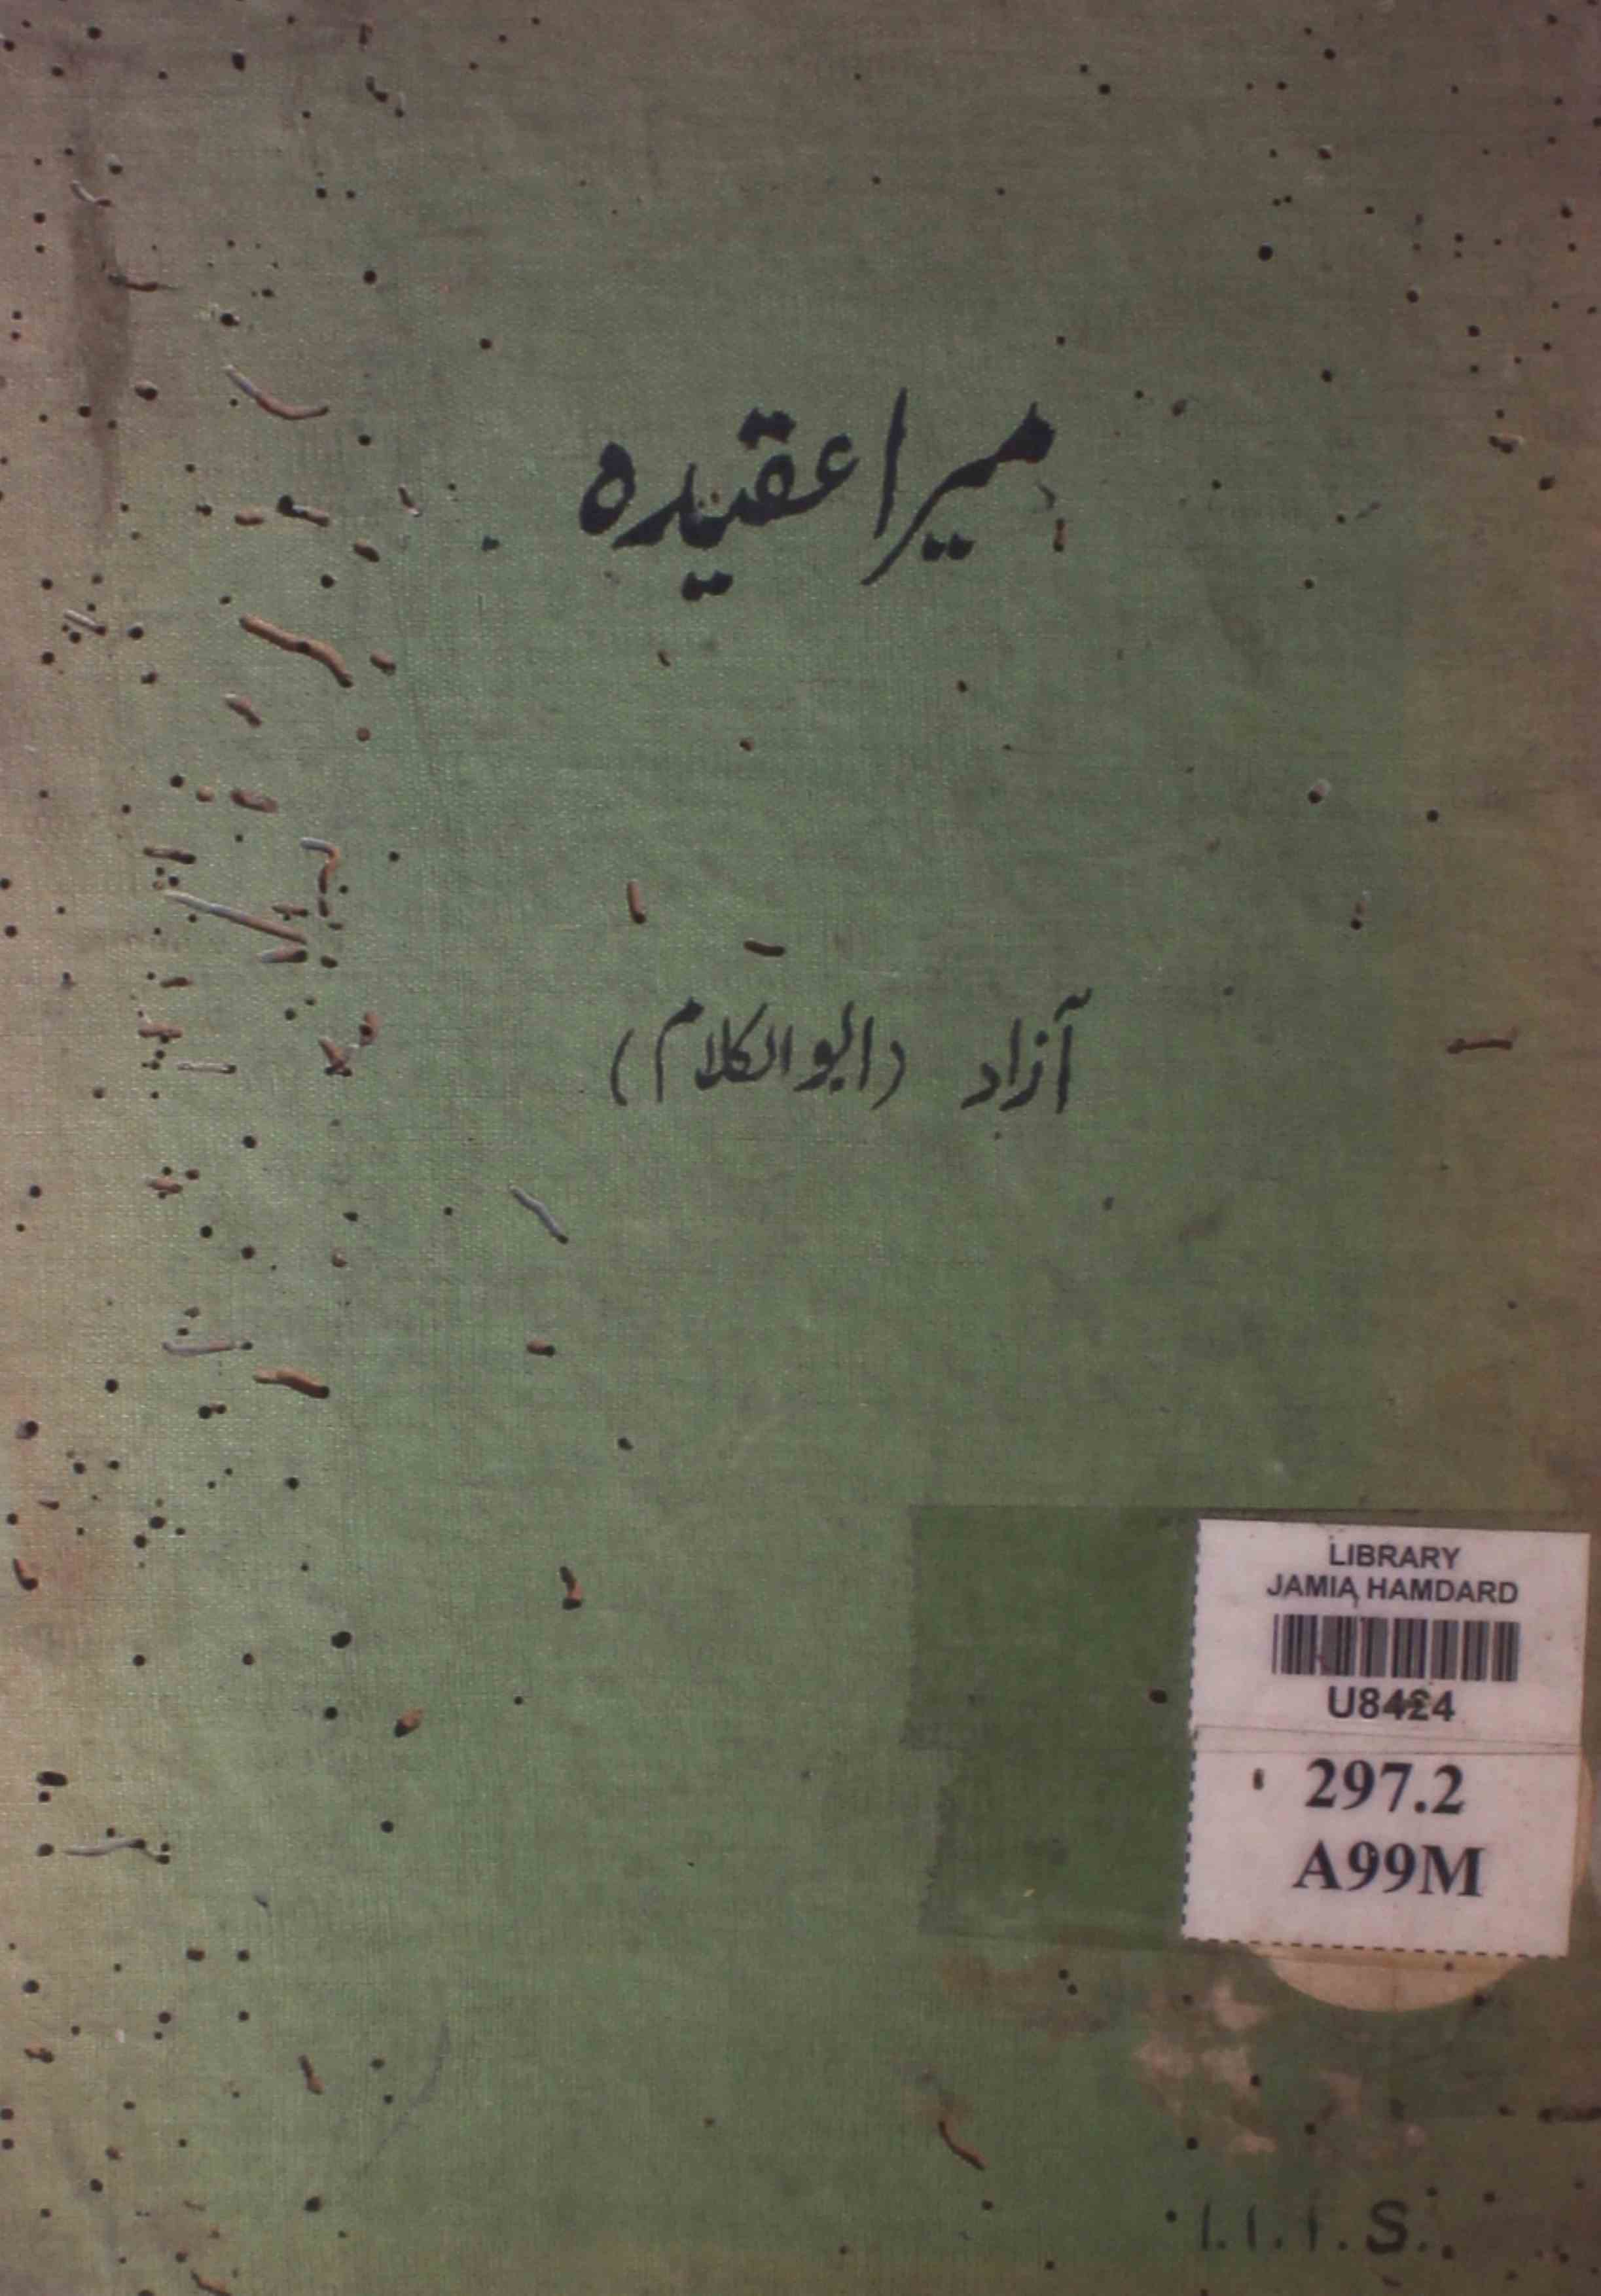 میرا عقیدہ
آزاد (ابوالکلام)
LIBRARY
JAMIA HAMDARD
U8424
297.2
A99M
I.I.I.S.